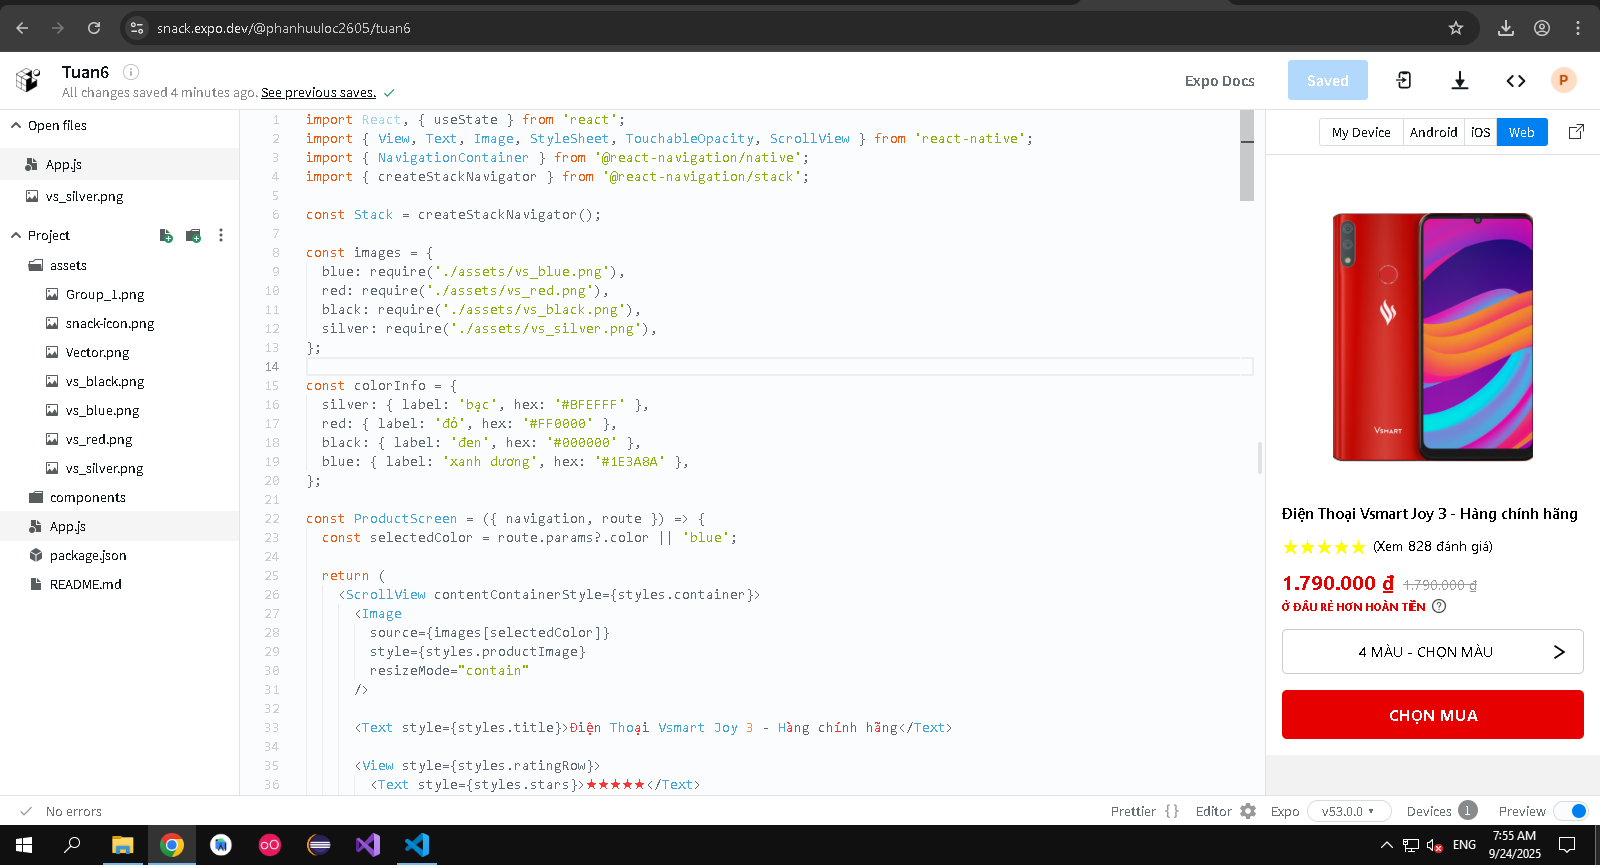 snack.expo.dev/@phanhuuloc2605/tuan6
Tuan6
All changes saved 4 minutes ago. See previous saves.
Expo Docs
Saved
P
Open files
App.js
vs_silver.png
Project
assets
Group_1.png
snack-icon.png
Vector.png
vs_black.png
vs_blue.png
vs_red.png
vs_silver.png
components
App.js
package.json
README.md
1 import React, { useState } from 'react';
2 import { View, Text, Image, StyleSheet, TouchableOpacity, ScrollView } from 'react-native';
3 import { NavigationContainer } from '@react-navigation/native';
4 import { createStackNavigator } from '@react-navigation/stack';
5
6 const Stack = createStackNavigator();
7
8 const images = {
9 blue: require('./assets/vs_blue.png'),
10 red: require('./assets/vs_red.png'),
11 black: require('./assets/vs_black.png'),
12 silver: require('./assets/vs_silver.png'),
13 };
14
15 const colorInfo = {
16 silver: { label: 'bạc', hex: '#BFEFFF' },
17 red: { label: 'đỏ', hex: '#FF0000' },
18 black: { label: 'đen', hex: '#000000' },
19 blue: { label: 'xanh dương', hex: '#1E3A8A' },
20 };
21
22 const ProductScreen = ({ navigation, route }) => {
23 const selectedColor = route.params?.color || 'blue';
24
25 return (
26 <ScrollView contentContainerStyle={styles.container}>
27 <Image
28 source={images[selectedColor]}
29 style={styles.productImage}
30 resizeMode="contain"
31 />
32
33 <Text style={styles.title}>Điện Thoại Vsmart Joy 3 - Hàng chính hãng</Text>
34
35 <View style={styles.ratingRow}>
36 <Text style={styles.stars}>★★★★★</Text>
My Device
Android
iOS
Web
VSMART
Điện Thoại Vsmart Joy 3 - Hàng chính hãng
★★★★★ (Xem 828 đánh giá)
1.790.000 ₫ 1.790.000 ₫
Ở ĐÂU RẺ HƠN HOÀN TIỀN ?
4 MÀU - CHỌN MÀU
CHỌN MUA
No errors
Prettier { }
Editor
Expo
v53.0.0
Devices 1
Preview
ENG
7:55 AM
9/24/2025